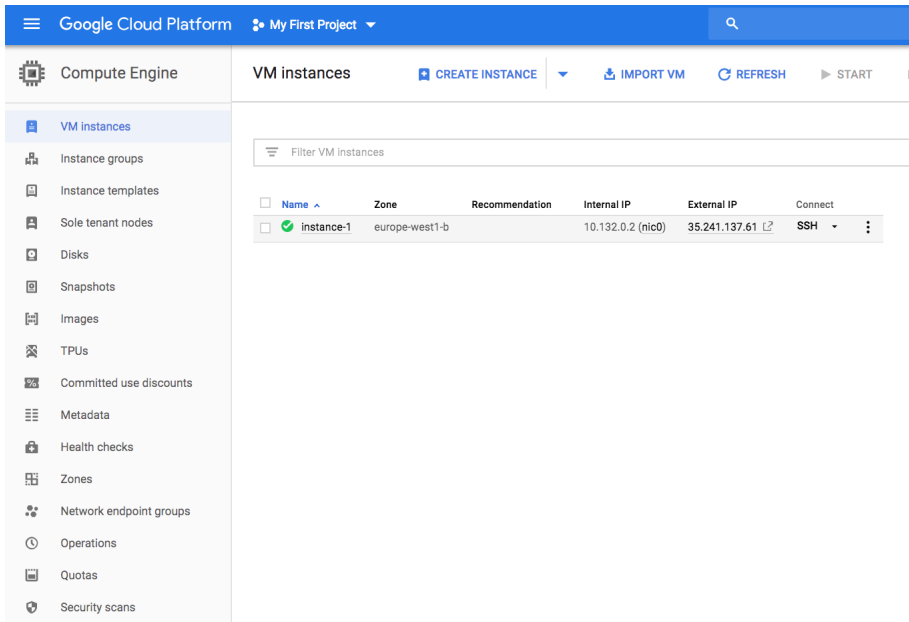 Google Cloud Platform My First Project
Compute Engine
VM instances CREATE INSTANCE IMPORT VM REFRESH START
VM instances
Instance groups
Instance templates
Sole tenant nodes
Disks
Snapshots
Images
TPUs
Committed use discounts
Metadata
Health checks
Zones
Network endpoint groups
Operations
Quotas
Security scans
Filter VM instances
Name Zone Recommendation Internal IP External IP Connect
instance-1 europe-west1-b 10.132.0.2 (nic0) 35.241.137.61 SSH